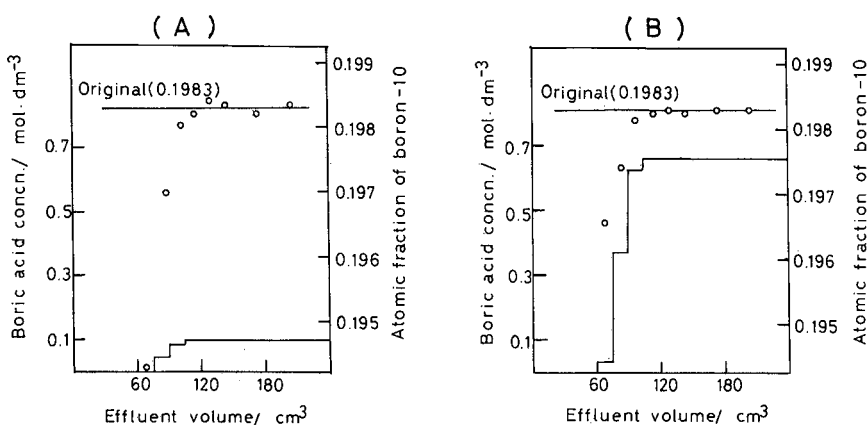 ( A )
Boric acid concn./ mol·dm-3
0.7
0.5
0.3
0.1
Original(0.1983)
0.199
0.198
0.197
0.196
0.195
Atomic fraction of boron-10
60 120 180
Effluent volume/ cm3
( B )
Boric acid concn./ mol·dm-3
0.7
0.5
0.3
0.1
Original(0.1983)
0.199
0.198
0.197
0.196
0.195
Atomic fraction of boron-10
60 120 180
Effluent volume/ cm3